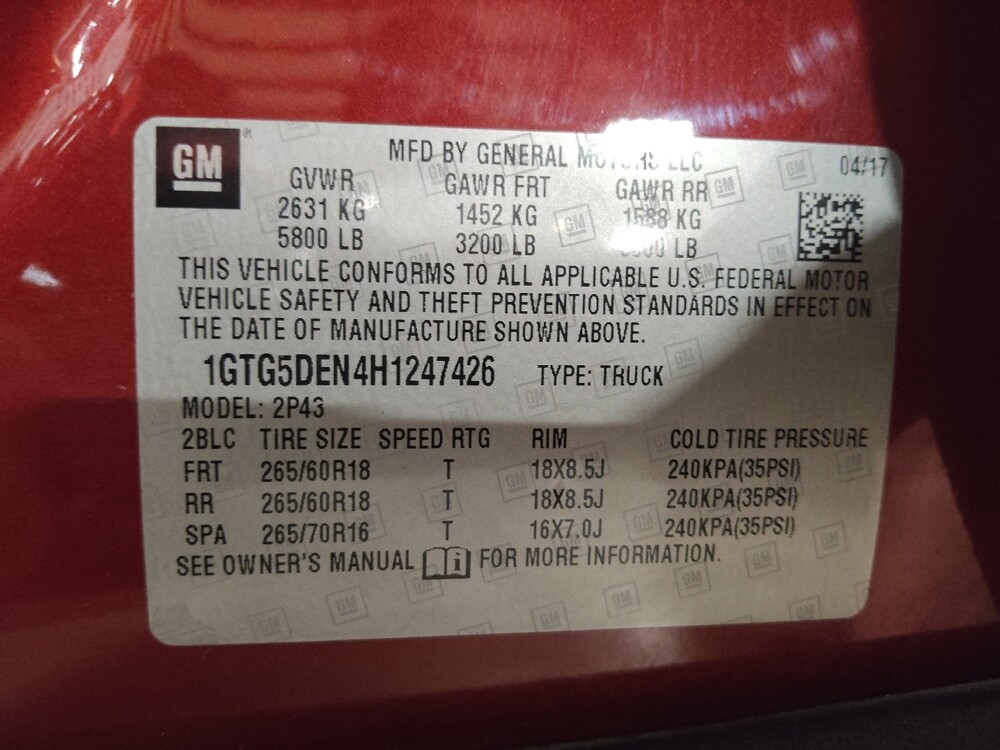 GM
MFD BY GENERAL MOTORS LLC
04/17
GVWR GAWR FRT GAWR RR
2631 KG 1452 KG 1588 KG
5800 LB 3200 LB LB
THIS VEHICLE CONFORMS TO ALL APPLICABLE U.S. FEDERAL MOTOR
VEHICLE SAFETY AND THEFT PREVENTION STANDARDS IN EFFECT ON
THE DATE OF MANUFACTURE SHOWN ABOVE.
1GTG5DEN4H1247426 TYPE: TRUCK
MODEL: 2P43
2BLC TIRE SIZE SPEED RTG RIM COLD TIRE PRESSURE
FRT 265/60R18 T 18X8.5J 240KPA(35PSI)
RR 265/60R18 T 18X8.5J 240KPA(35PSI)
SPA 265/70R16 T 16X7.0J 240KPA(35PSI)
SEE OWNER'S MANUAL FOR MORE INFORMATION.